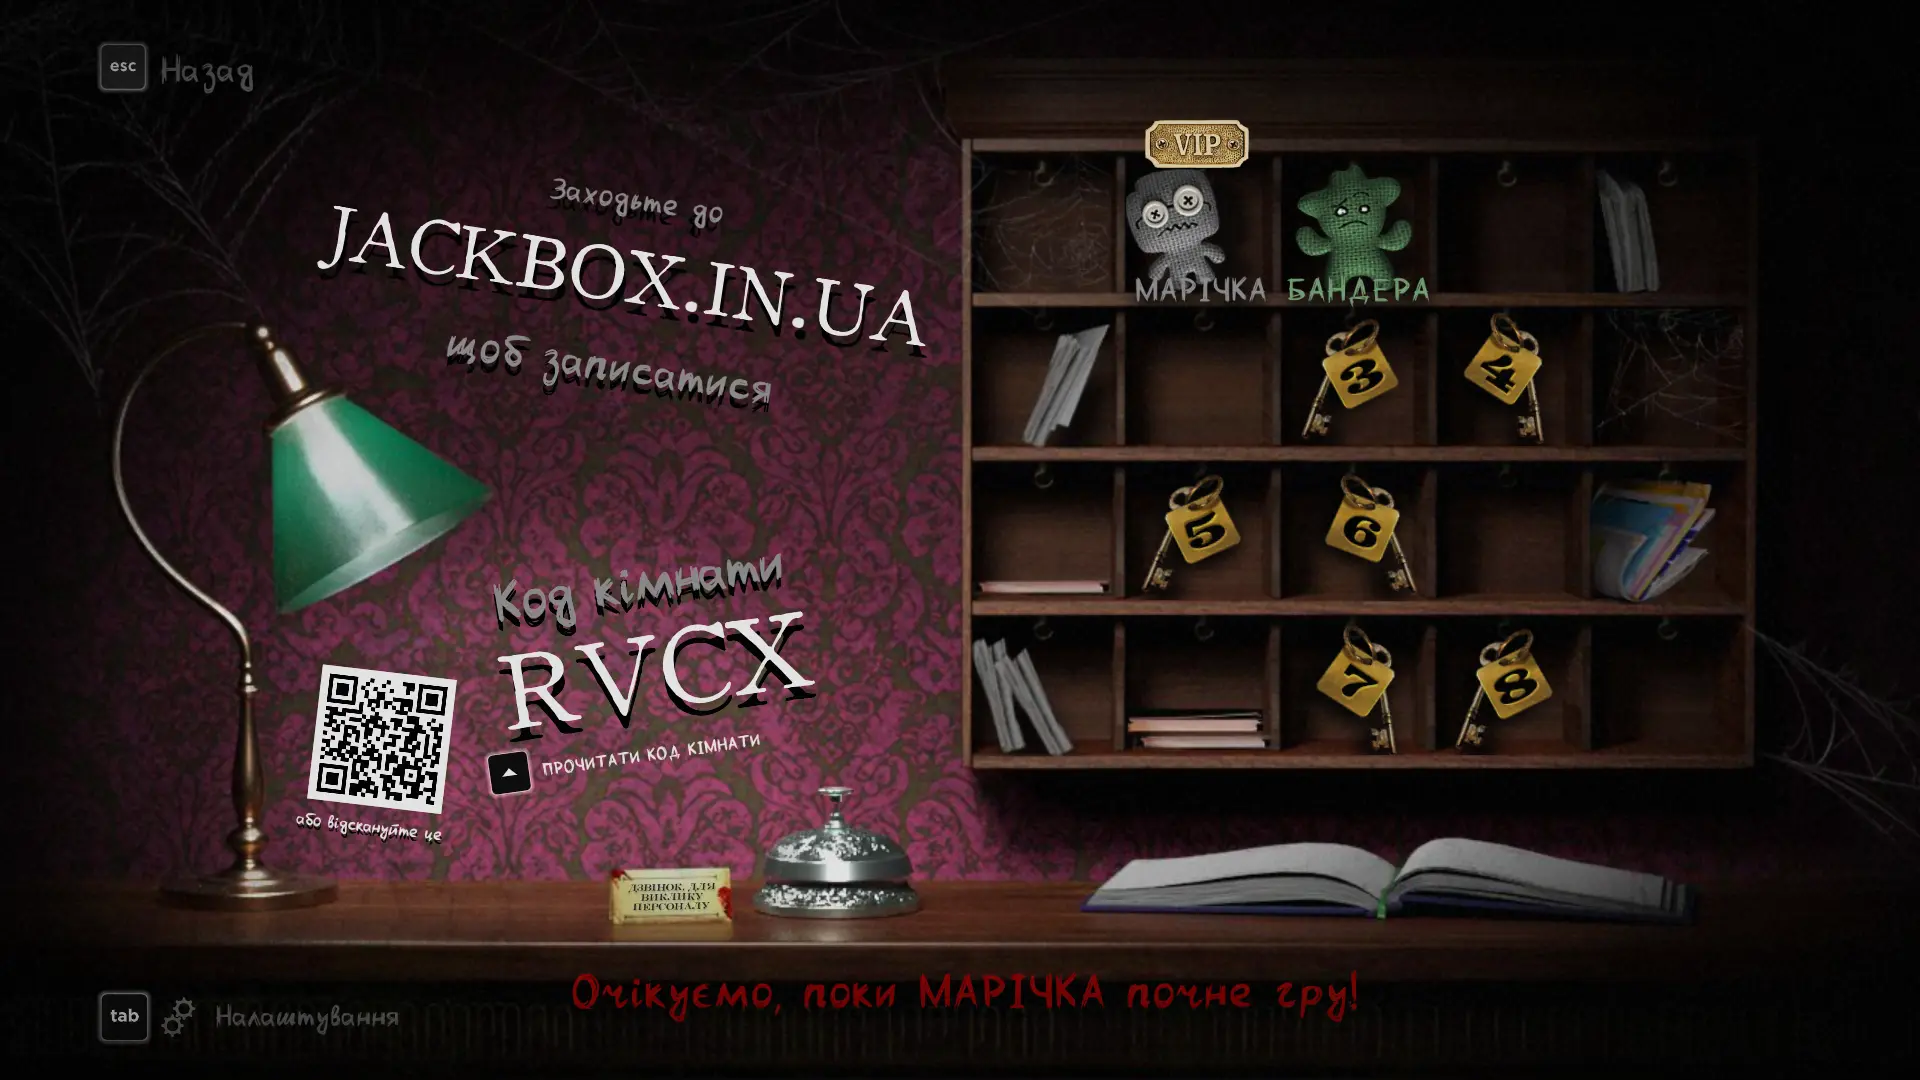 esc Назад
Заходьте до
JACKBOX.IN.UA
щоб записатися
Код кімнати
RVCX
ПРОЧИТАТИ КОД КІМНАТИ
або відскануйте це
VIP
МАРІЧКА БАНДЕРА
3 4
5 6
7 8
ДЗВІНОК ДЛЯ
ВИКЛИКУ
ПЕРСОНАЛУ
Очікуємо, поки МАРІЧКА почне гру!
tab Налаштування